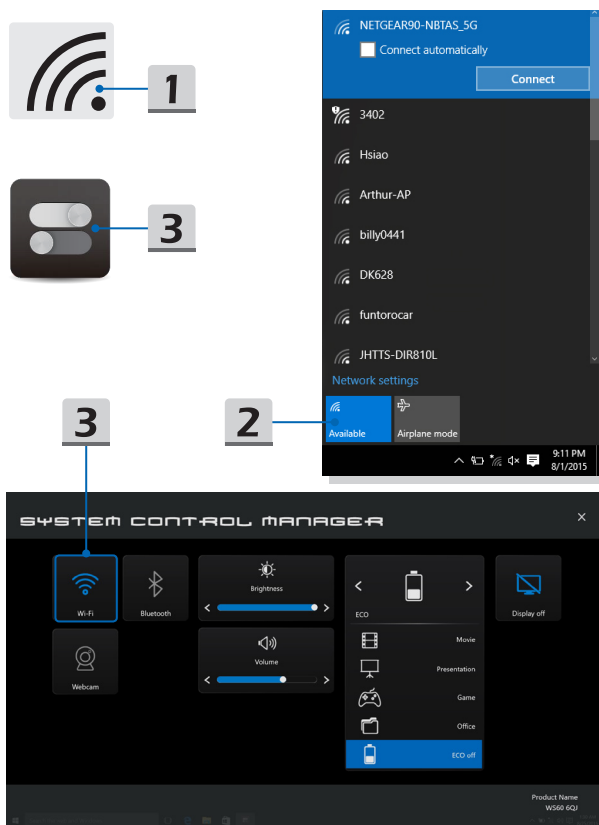 NETGEAR90-NBTAS_5G
Connect automatically
Connect
1
3402
Hsiao
Arthur-AP
3
billy0441
DK628
funtorocar
JHTTS-DIR810L
Network settings
3
2
Available
Airplane mode
9:11 PM
8/1/2015
SYSTEM CONTROL MANAGER
Wi-Fi
Bluetooth
Brightness
ECO
Display off
Webcam
Volume
Movie
Presentation
Game
Office
ECO off
Product Name
WS60 6QJ